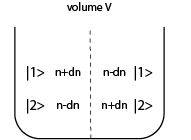 volume V
|1> n+dn n-dn |1>
|2> n-dn n+dn |2>